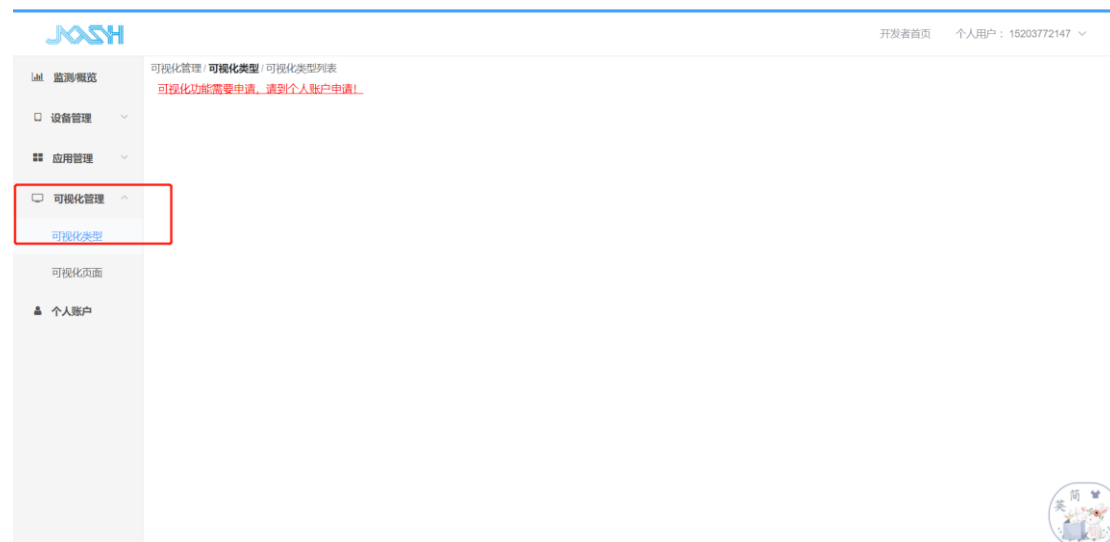 JXXSH
开发者首页 个人用户：15203772147
监测/概览
可视化管理/可视化类型/可视化类型列表
可视化功能需要申请，请到个人账户申请！
设备管理
应用管理
可视化管理
可视化类型
可视化页面
个人账户
英 简